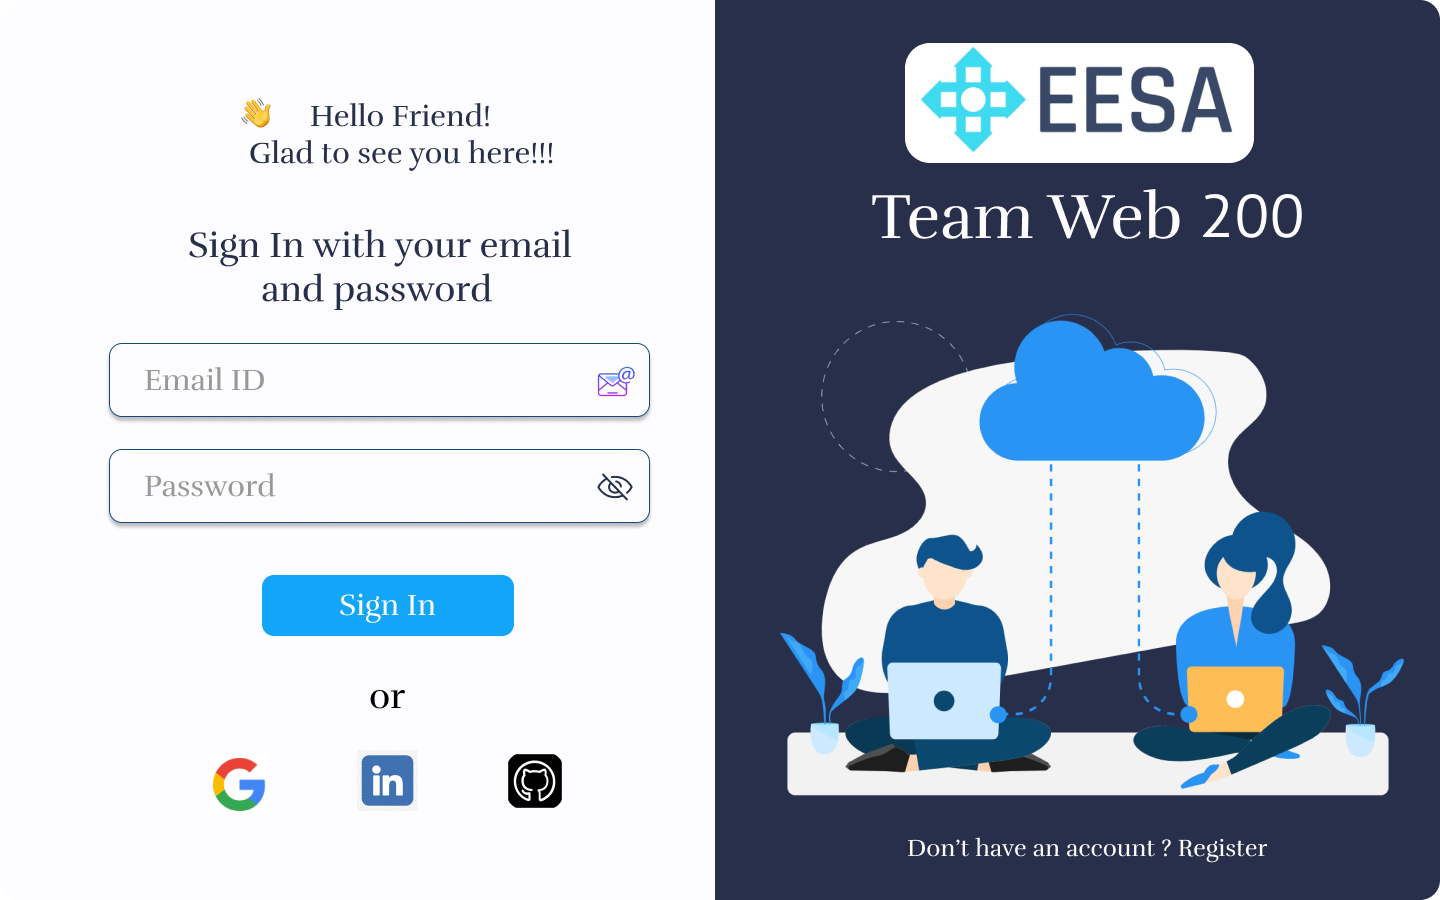 Hello Friend!
Glad to see you here!!!
Sign In with your email
and password
Email ID
@
Password
Sign In
or
G
in
EESA
Team Web 200
Don’t have an account ? Register